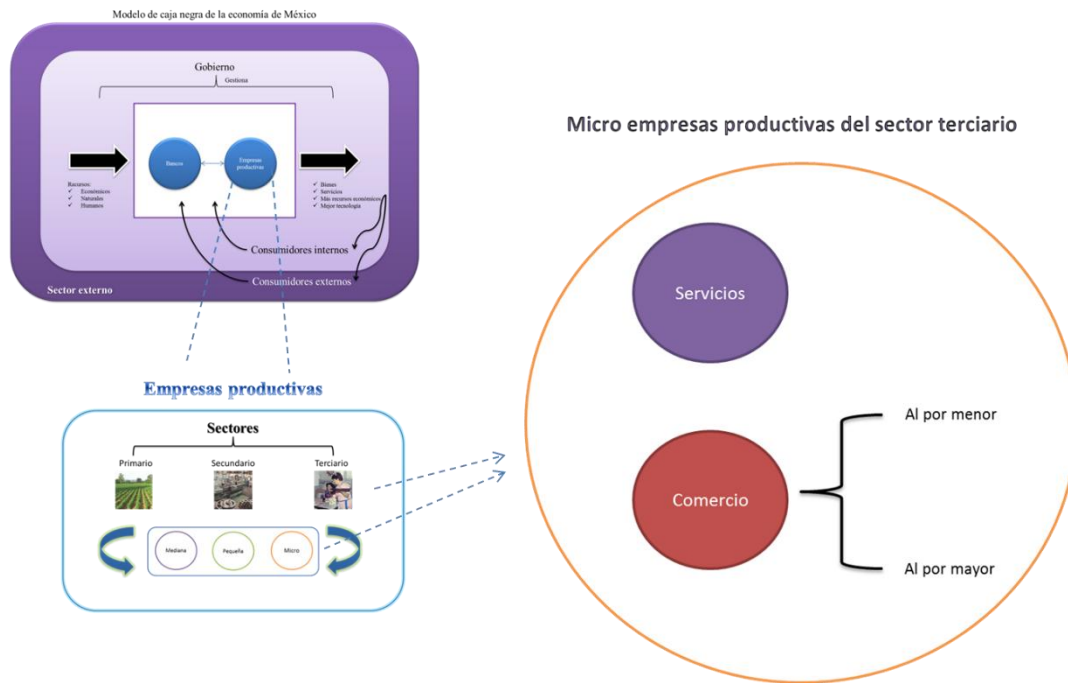 Modelo de caja negra de la economía de México
Gobierno
Gestiona
Bancos
Empresas
productivas
Recursos:
✓ Económicos
✓ Naturales
✓ Humanos
✓ Bienes
✓ Servicios
✓ Más recursos económicos
✓ Mejor tecnología
Consumidores internos
Consumidores externos
Sector externo
Empresas productivas
Sectores
Primario
Secundario
Terciario
Mediana
Pequeña
Micro
Micro empresas productivas del sector terciario
Servicios
Comercio
Al por menor
Al por mayor